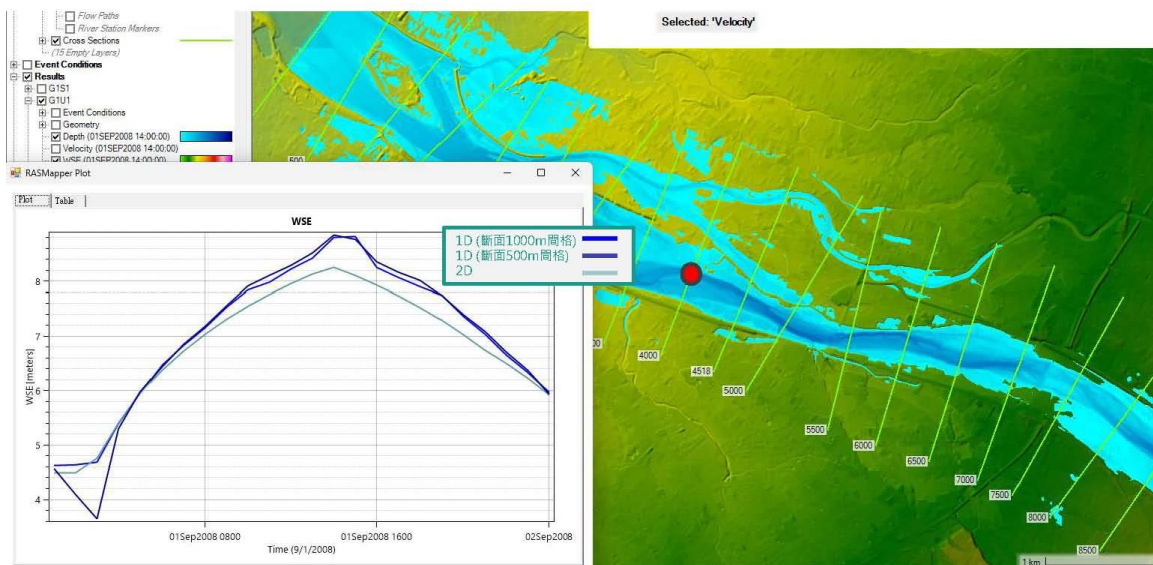 Flow Paths
River Station Markers
Cross Sections
(15 Empty Layers)
Event Conditions
Results
G1S1
G1U1
Event Conditions
Geometry
Depth (01SEP2008 14:00:00)
Velocity (01SEP2008 14:00:00)
WSE (01SEP2008 14:00:00)
Selected: 'Velocity'
500
RASMapper Plot
Plot
Table
WSE
1D (斷面1000m間格)
1D (斷面500m間格)
2D
WSE [meters]
8
7
6
5
4
01Sep2008 0800
01Sep2008 1600
02Sep2008
Time (9/1/2008)
4000
4518
5000
5500
6000
6500
7000
7500
8000
8500
1 km